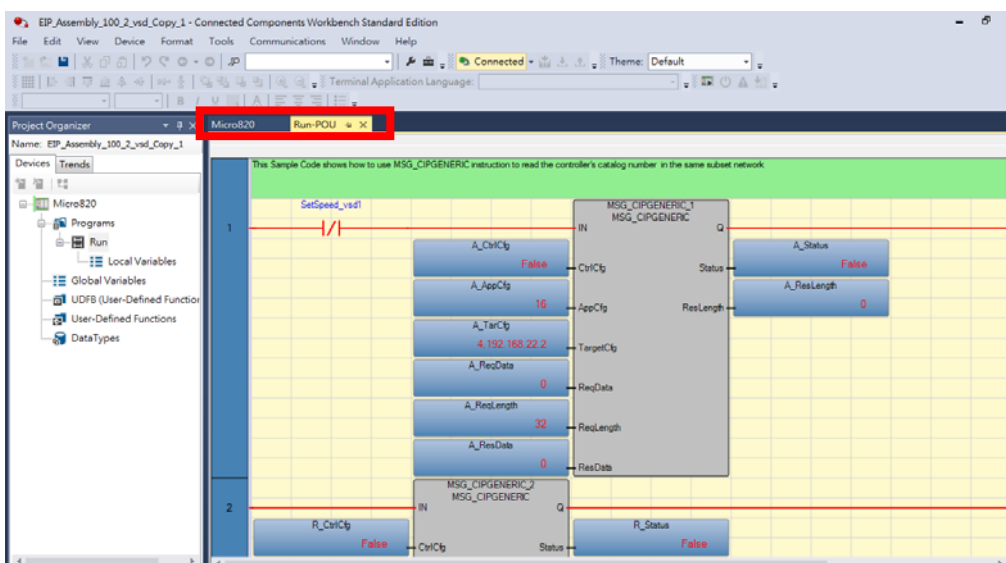 EIP_Assembly_100_2_vsd_Copy_1 - Connected Components Workbench Standard Edition
File Edit View Device Format Tools Communications Window Help
Connected Theme: Default
Terminal Application Language:
B I U A
Project Organizer
Micro820 Run-POU
Name: EIP_Assembly_100_2_vsd_Copy_1
Devices Trends
Micro820
Programs
Run
Local Variables
Global Variables
UDFB (User-Defined Function
User-Defined Functions
DataTypes
This Sample Code shows how to use MSG_CIPGENERIC instruction to read the controller's catalog number in the same subset network.
1
SetSpeed_vsd1
MSG_CIPGENERIC_1
MSG_CIPGENERIC
IN Q
A_CtrlCfg
False
CtrlCfg
Status
A_Status
False
A_AppCfg
16
AppCfg
ResLength
A_ResLength
0
A_TarCfg
4,192.168.22.2
TargetCfg
A_ReqData
0
ReqData
A_ReqLength
32
ReqLength
A_ResData
0
ResData
2
MSG_CIPGENERIC_2
MSG_CIPGENERIC
IN Q
R_CtrlCfg
False
CtrlCfg
Status
R_Status
False